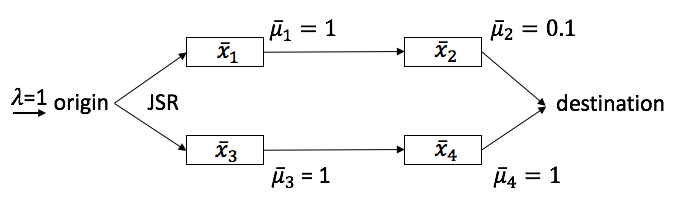 μ̄₁ = 1
μ̄₂ = 0.1
x̄₁
x̄₂
λ=1 origin
JSR
destination
x̄₃
x̄₄
μ̄₃ = 1
μ̄₄ = 1